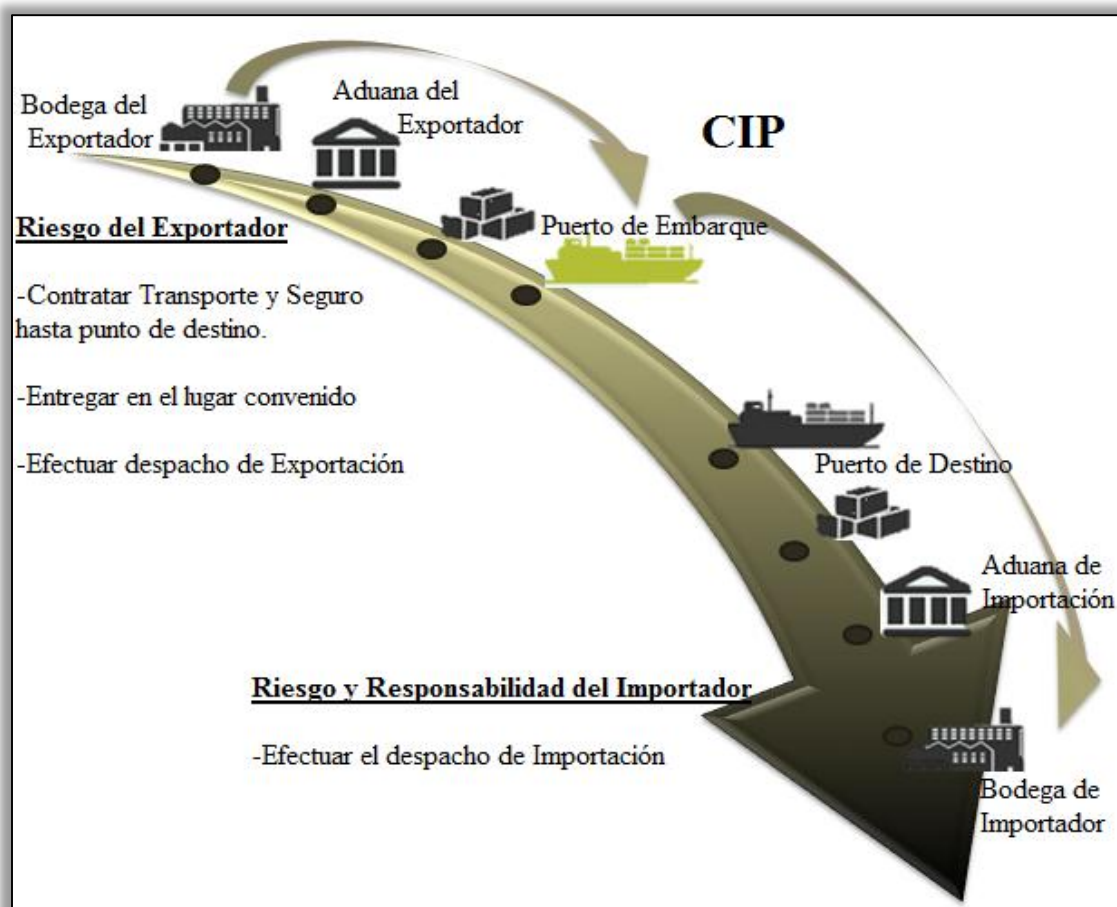 Bodega del
Exportador
Aduana del
Exportador
CIP
Puerto de Embarque
Riesgo del Exportador
-Contratar Transporte y Seguro
hasta punto de destino.
-Entregar en el lugar convenido
-Efectuar despacho de Exportación
Puerto de Destino
Aduana de
Importación
Riesgo y Responsabilidad del Importador
-Efectuar el despacho de Importación
Bodega de
Importador